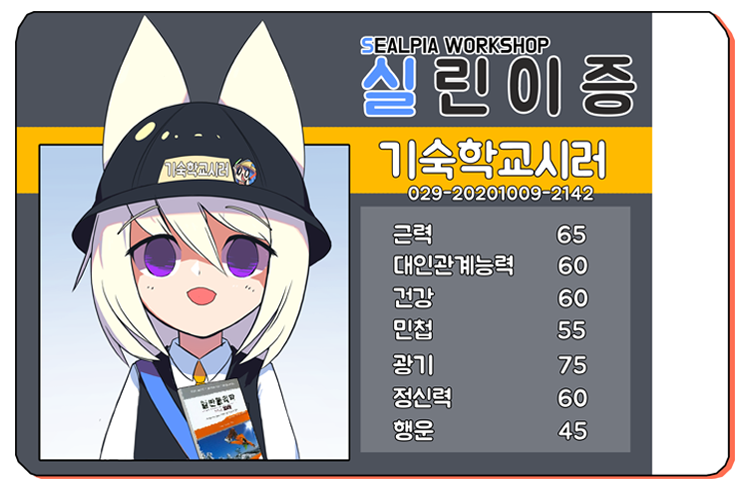 SEALPIA WORKSHOP
실린이증
기숙학교시러
029-20201009-2142
기숙학교시러
근력 65
대인관계능력 60
건강 60
민첩 55
광기 75
정신력 60
행운 45